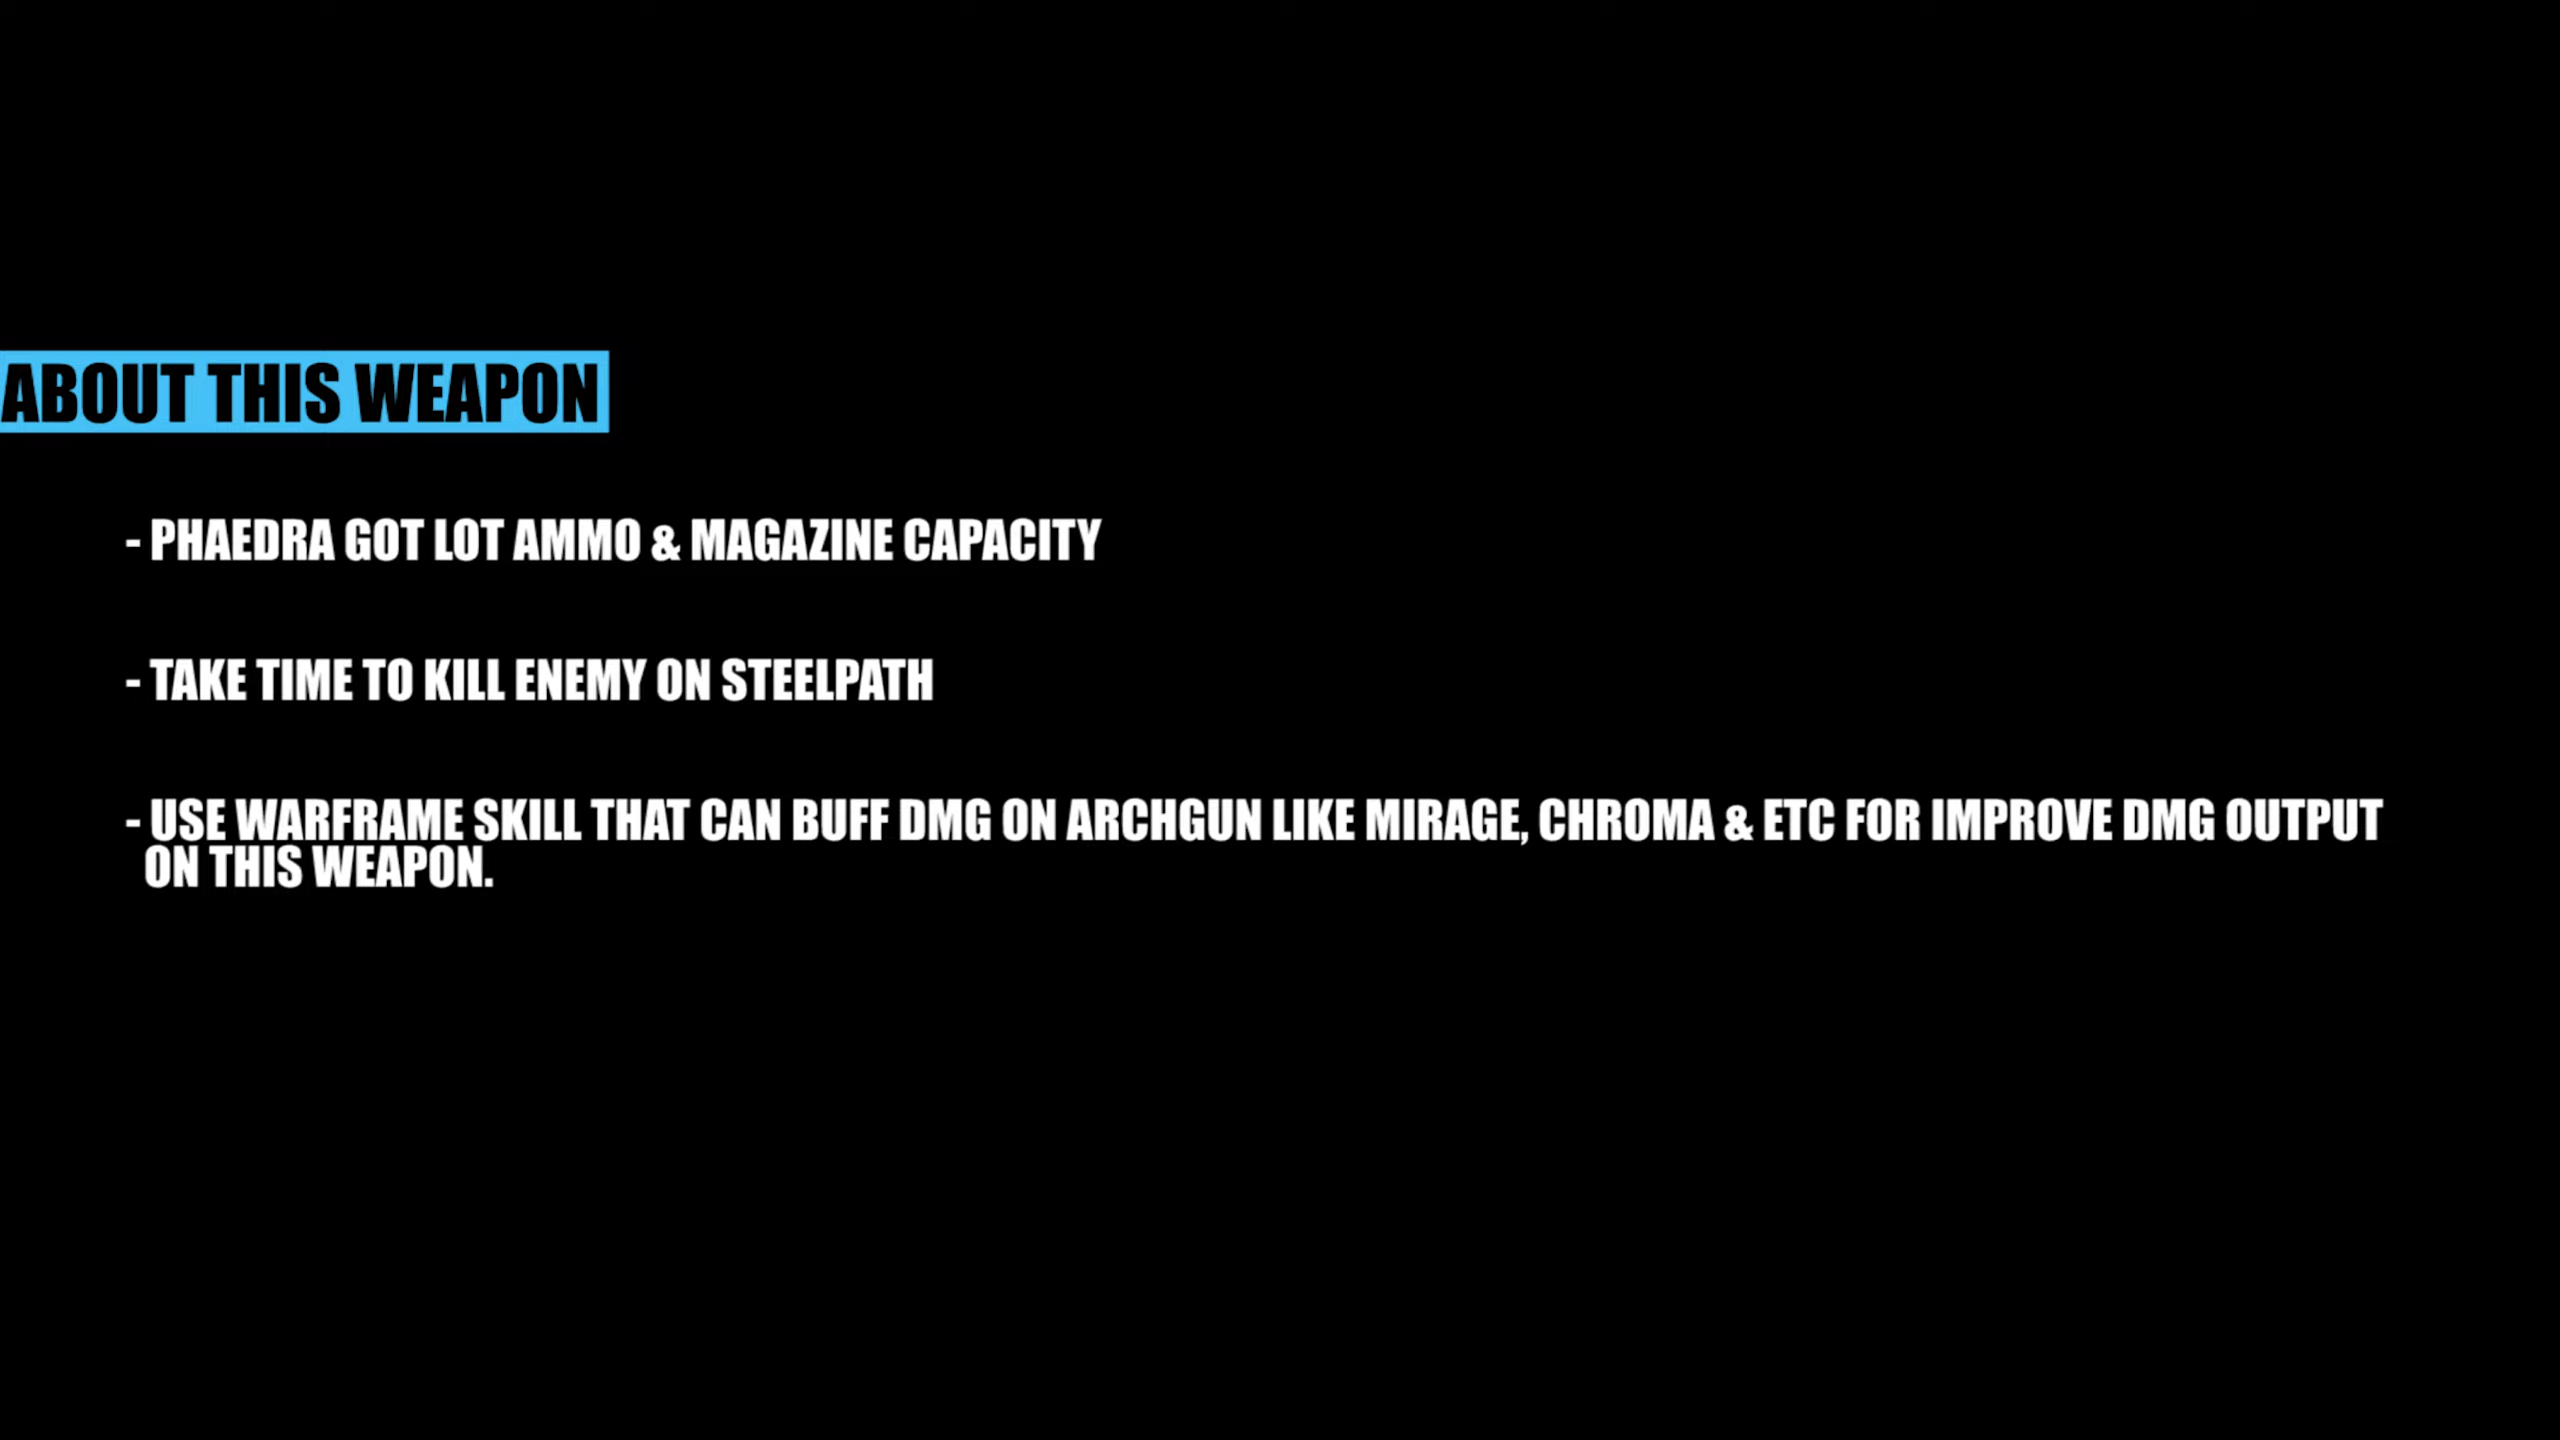 ABOUT THIS WEAPON
- PHAEDRA GOT LOT AMMO & MAGAZINE CAPACITY
- TAKE TIME TO KILL ENEMY ON STEELPATH
- USE WARFRAME SKILL THAT CAN BUFF DMG ON ARCHGUN LIKE MIRAGE, CHROMA & ETC FOR IMPROVE DMG OUTPUT
ON THIS WEAPON.